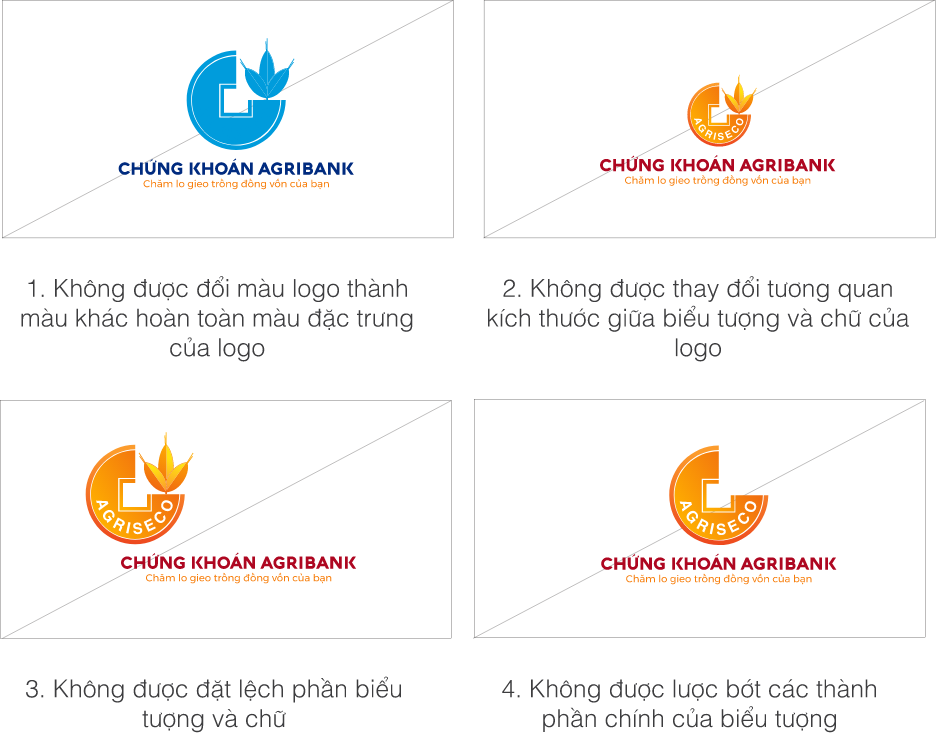 CHỨNG KHOÁN AGRIBANK
Chăm lo gieo trồng đồng vốn của bạn
AGRISECO
CHỨNG KHOÁN AGRIBANK
Chăm lo gieo trồng đồng vốn của bạn
1. Không được đổi màu logo thành
màu khác hoàn toàn màu đặc trưng
của logo
2. Không được thay đổi tương quan
kích thước giữa biểu tượng và chữ của
logo
AGRISECO
CHỨNG KHOÁN AGRIBANK
Chăm lo gieo trồng đồng vốn của bạn
AGRISECO
CHỨNG KHOÁN AGRIBANK
Chăm lo gieo trồng đồng vốn của bạn
3. Không được đặt lệch phần biểu
tượng và chữ
4. Không được lược bớt các thành
phần chính của biểu tượng